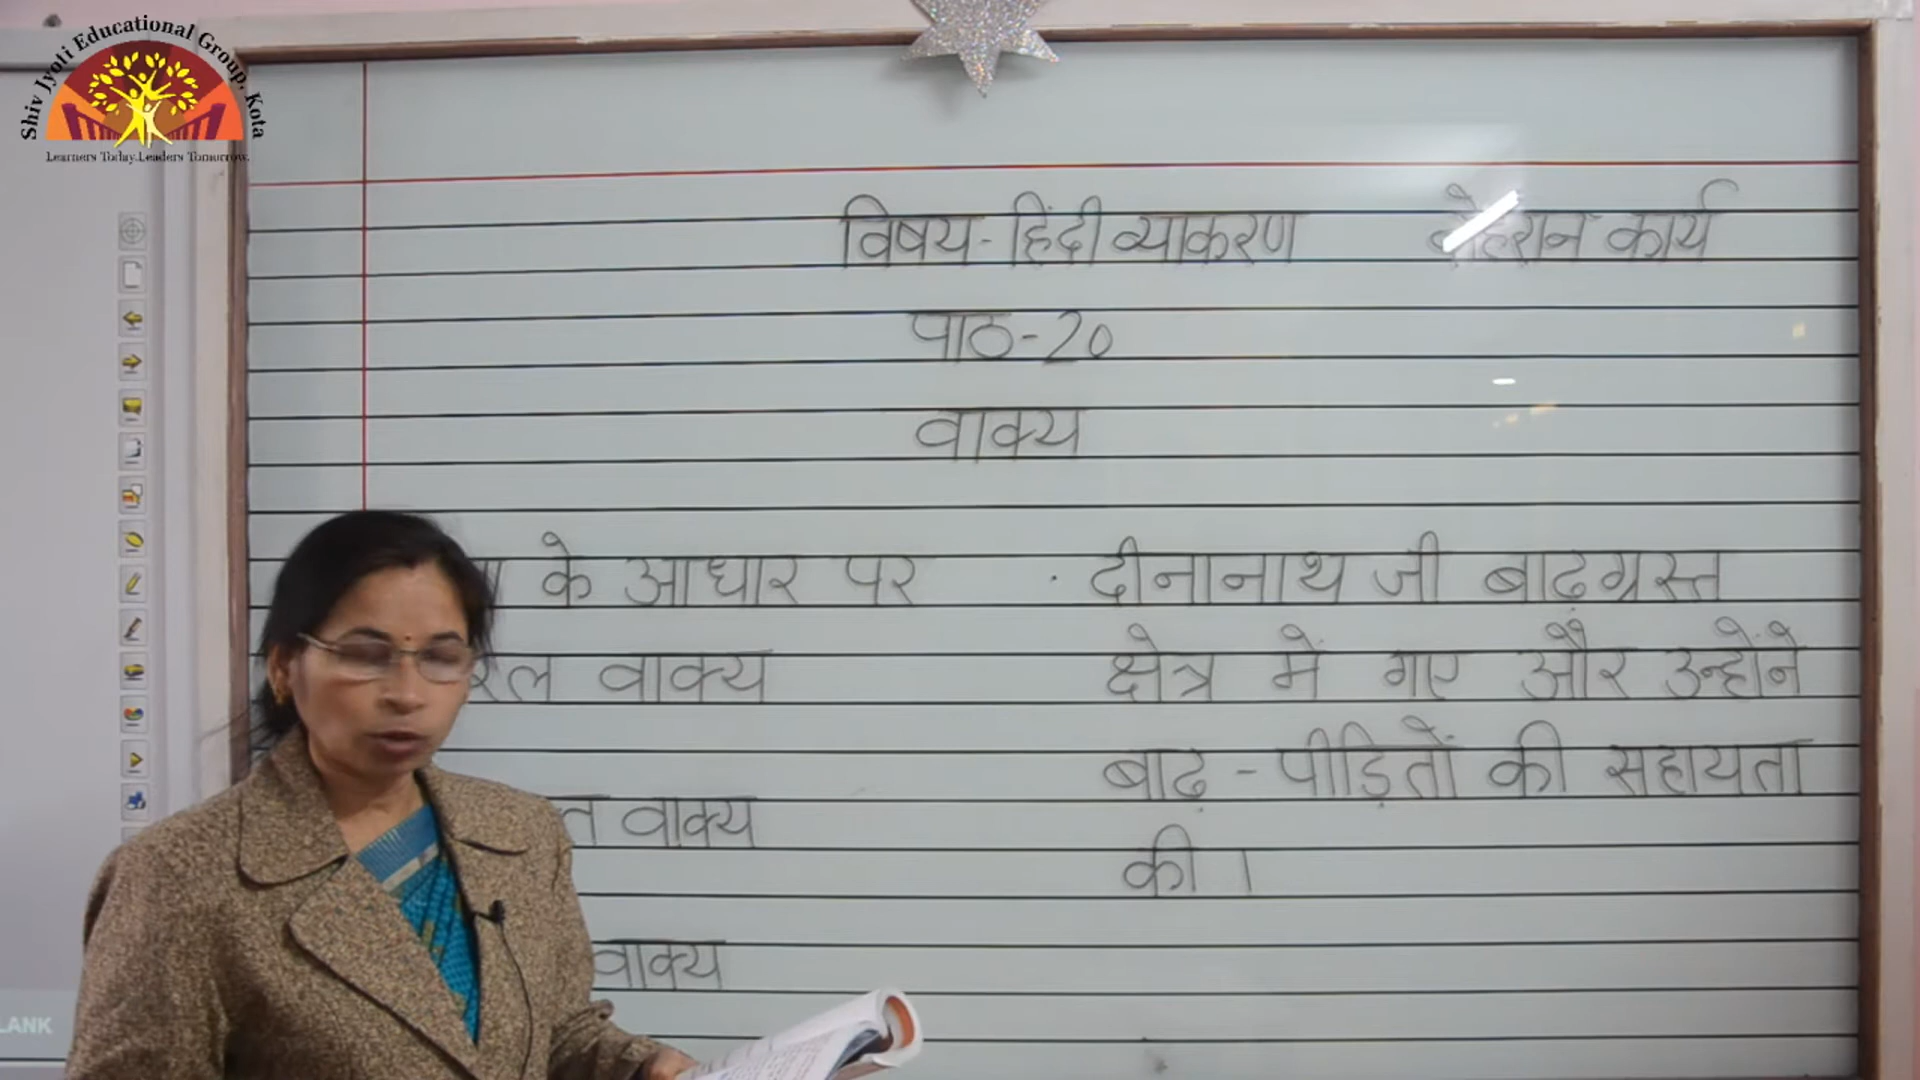 Shiv Jyoti Educational Group, Kota
Learners Today.Leaders Tomorrow.
विषय-हिंदी व्याकरण
कार्य
पाठ-20
वाक्य
के आधार पर
वाक्य
वाक्य
वाक्य
· दीनानाथ जी बाढ़ग्रस्त
क्षेत्र में गए और उन्होंने
बाढ़-पीड़ितों की सहायता
की ।
LANK